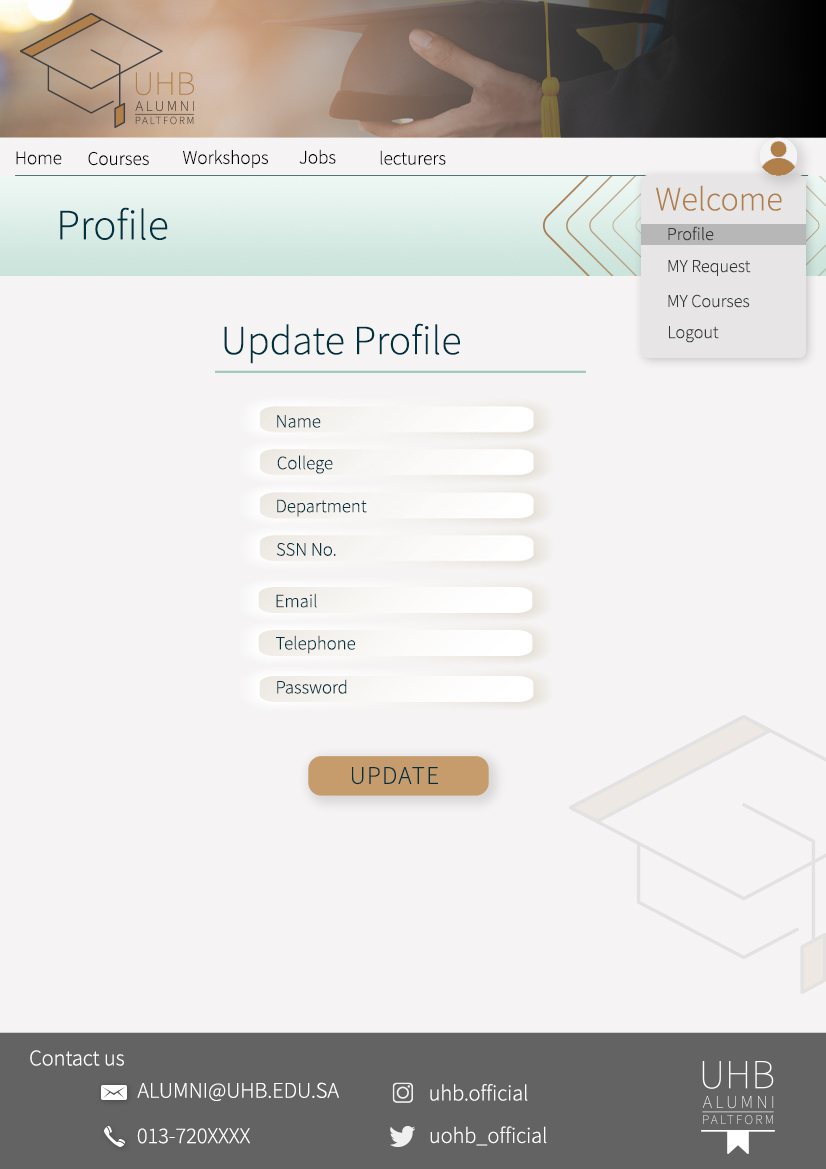 UHB
ALUMNI
PALTFORM
Home Courses Workshops Jobs lecturers
Profile
Welcome
Profile
MY Request
MY Courses
Logout
Update Profile
Name
College
Department
SSN No.
Email
Telephone
Password
UPDATE
Contact us
ALUMNI@UHB.EDU.SA
013-720XXXX
uhb.official
uohb_official
UHB
ALUMNI
PALTFORM